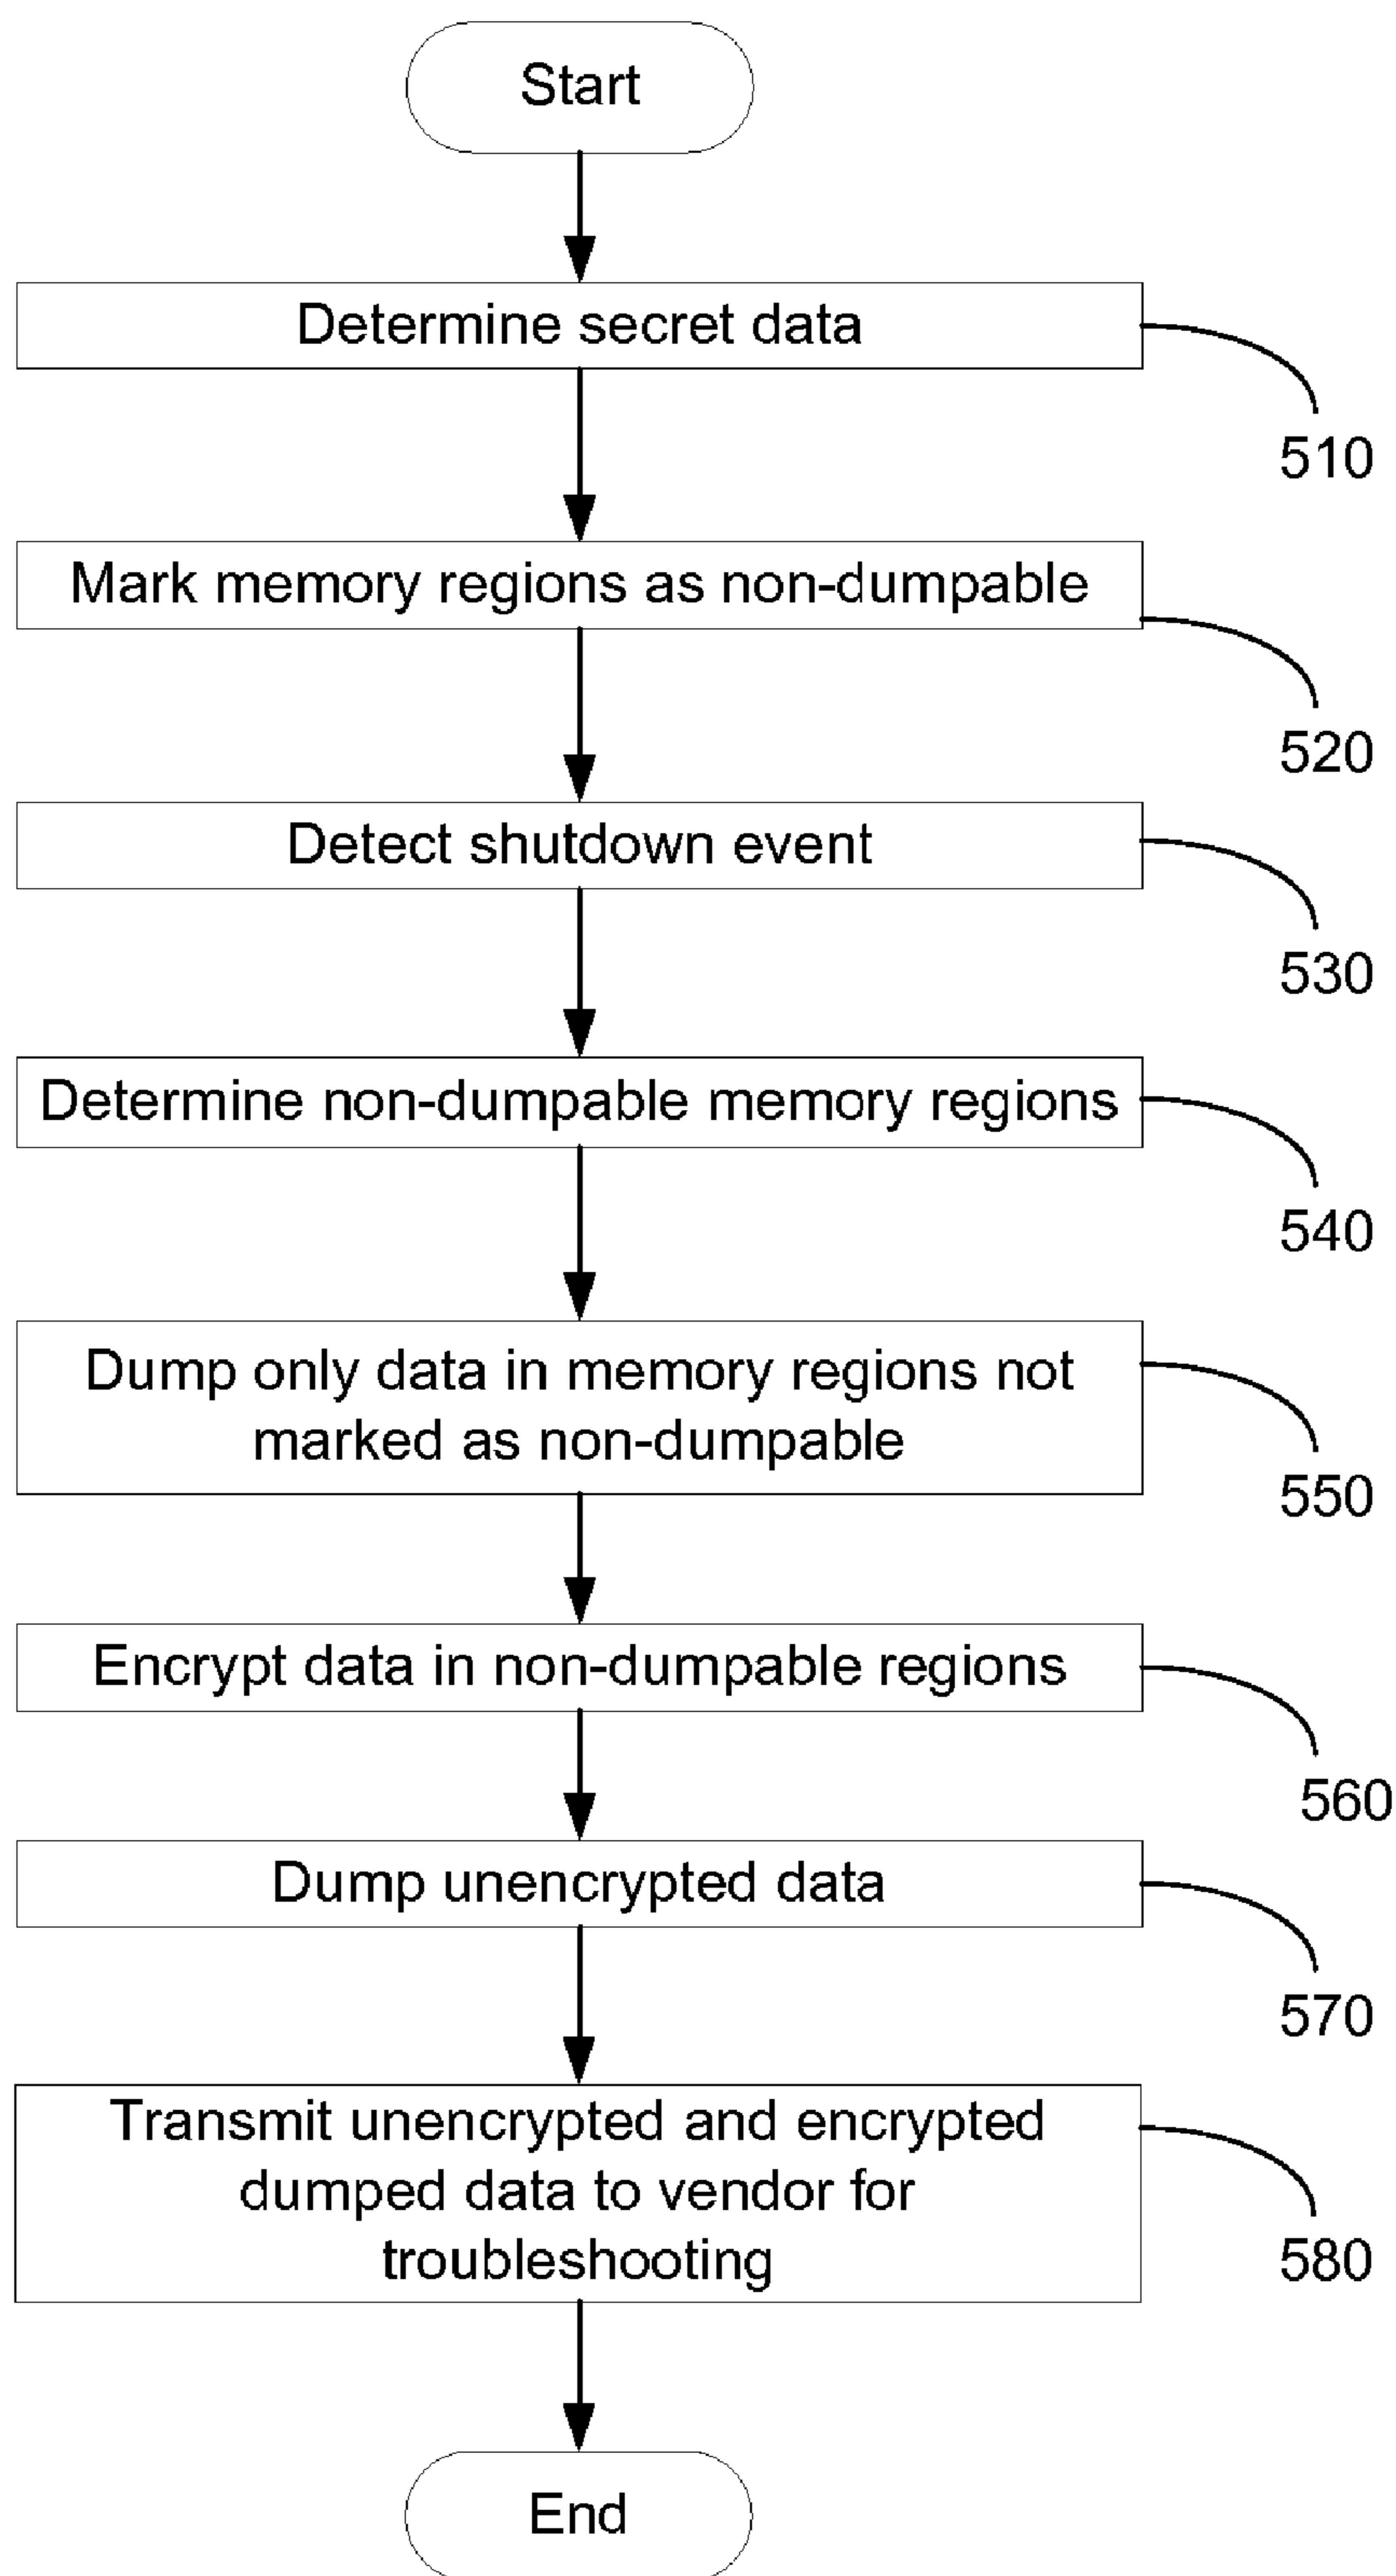 Start
Determine secret data
510
Mark memory regions as non-dumpable
520
Detect shutdown event
530
Determine non-dumpable memory regions
540
Dump only data in memory regions not
marked as non-dumpable
550
Encrypt data in non-dumpable regions
560
Dump unencrypted data
570
Transmit unencrypted and encrypted
dumped data to vendor for
troubleshooting
580
End